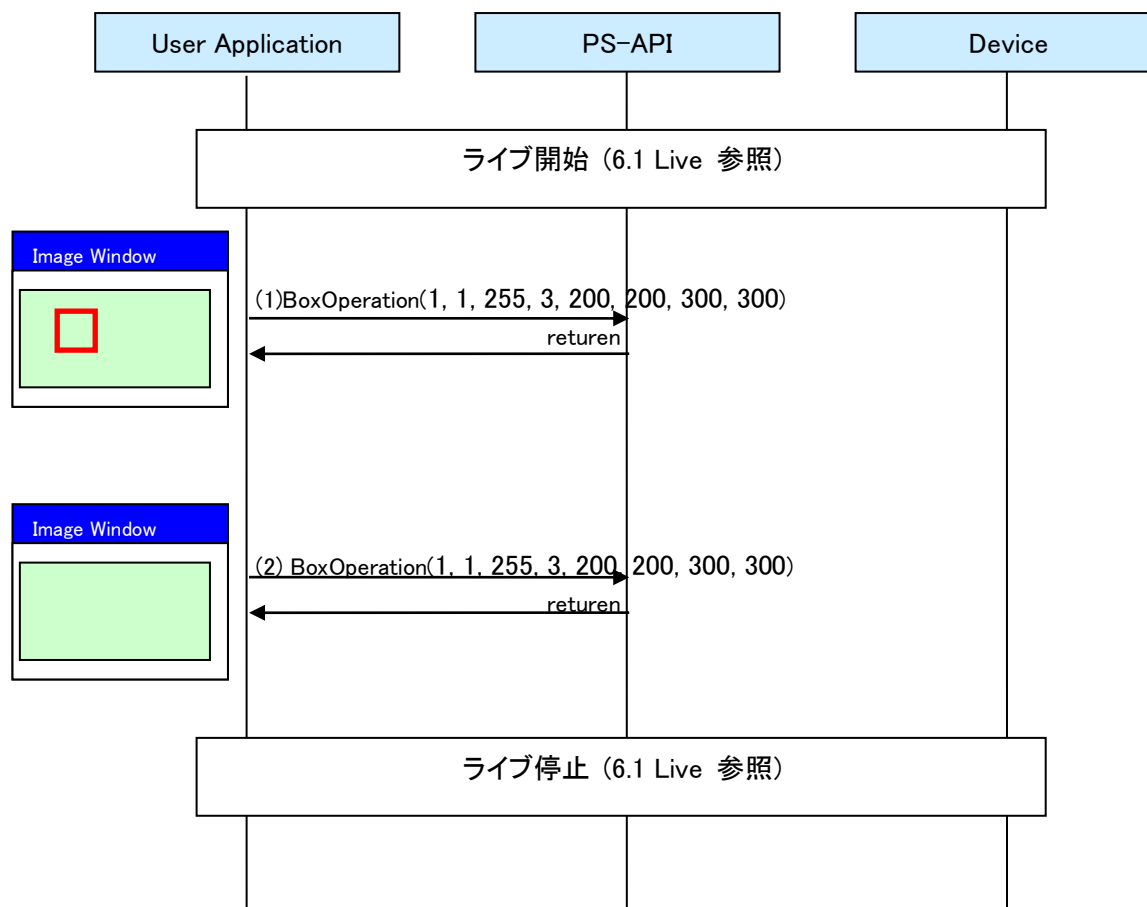 User Application
PS-API
Device
ライブ開始 (6.1 Live 参照)
Image Window
(1)BoxOperation(1, 1, 255, 3, 200, 200, 300, 300)
returen
Image Window
(2) BoxOperation(1, 1, 255, 3, 200, 200, 300, 300)
returen
ライブ停止 (6.1 Live 参照)